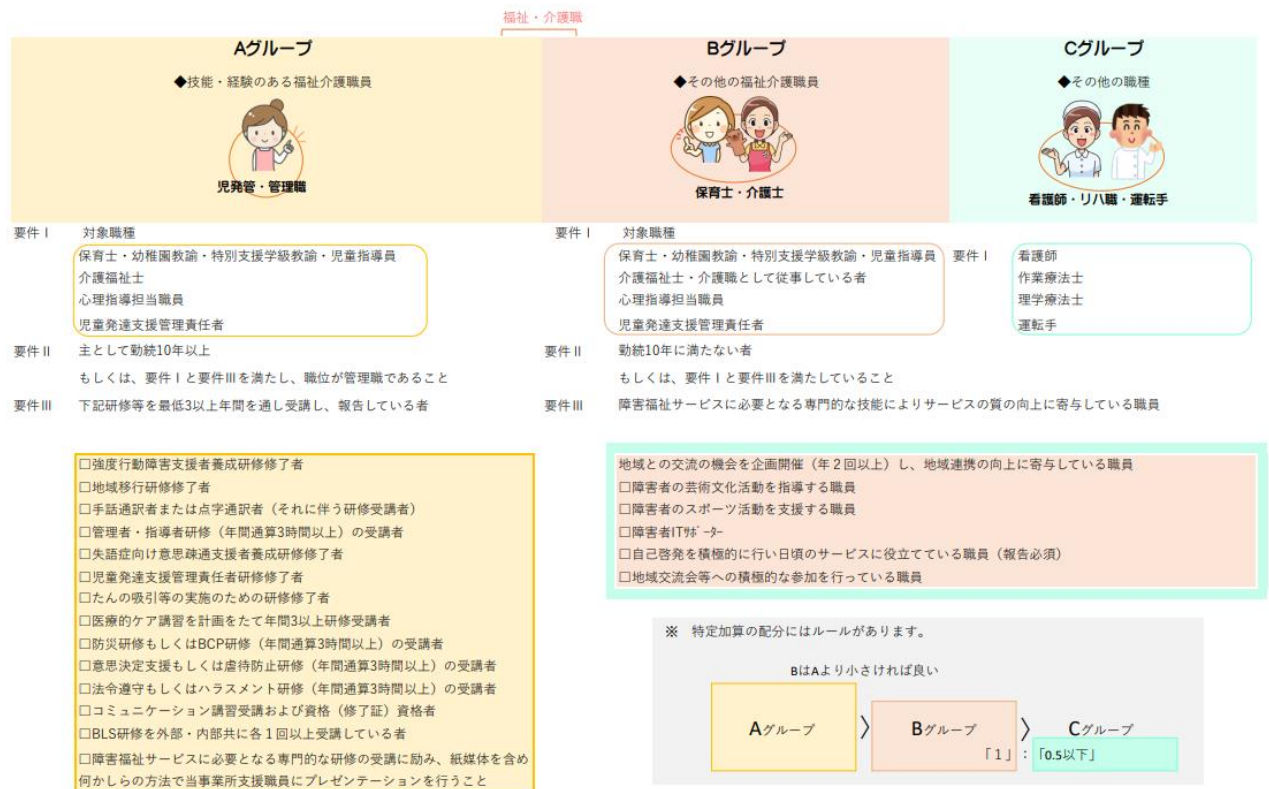 福祉・介護職
Aグループ
◆技能・経験のある福祉介護職員
児発管・管理職
Bグループ
◆その他の福祉介護職員
保育士・介護士
Cグループ
◆その他の職種
看護師・リハ職・運転手
要件Ⅰ 対象職種
保育士・幼稚園教諭・特別支援学級教諭・児童指導員
介護福祉士
心理指導担当職員
児童発達支援管理責任者
要件Ⅱ 主として勤続10年以上
もしくは、要件Ⅰと要件Ⅲを満たし、職位が管理職であること
要件Ⅲ 下記研修等を最低3以上年間を通し受講し、報告している者
□強度行動障害支援者養成研修修了者
□地域移行研修修了者
□手話通訳者または点字通訳者（それに伴う研修受講者）
□管理者・指導者研修（年間通算3時間以上）の受講者
□失語症向け意思疎通支援者養成研修修了者
□児童発達支援管理責任者研修修了者
□たんの吸引等の実施のための研修修了者
□医療的ケア講習を計画をたて年間3以上研修受講者
□防災研修もしくはBCP研修（年間通算3時間以上）の受講者
□意思決定支援もしくは虐待防止研修（年間通算3時間以上）の受講者
□法令遵守もしくはハラスメント研修（年間通算3時間以上）の受講者
□コミュニケーション講習受講および資格（修了証）資格者
□BLS研修を外部・内部共に各１回以上受講している者
□障害福祉サービスに必要となる専門的な研修の受講に励み、紙媒体を含め
何かしらの方法で当事業所支援職員にプレゼンテーションを行うこと
要件Ⅰ 対象職種
保育士・幼稚園教諭・特別支援学級教諭・児童指導員
介護福祉士・介護職として従事している者
心理指導担当職員
児童発達支援管理責任者
要件Ⅱ 勤続10年に満たない者
もしくは、要件Ⅰと要件Ⅲを満たしていること
要件Ⅲ 障害福祉サービスに必要となる専門的な技能によりサービスの質の向上に寄与している職員
要件Ⅰ 看護師
作業療法士
理学療法士
運転手
地域との交流の機会を企画開催（年２回以上）し、地域連携の向上に寄与している職員
□障害者の芸術文化活動を指導する職員
□障害者のスポーツ活動を支援する職員
□障害者ITｻﾎﾟｰﾀｰ
□自己啓発を積極的に行い日頃のサービスに役立てている職員（報告必須）
□地域交流会等への積極的な参加を行っている職員
※ 特定加算の配分にはルールがあります。
BはAより小さければ良い
Aグループ 〉 Bグループ 〉 Cグループ
「１」：「0.5以下」